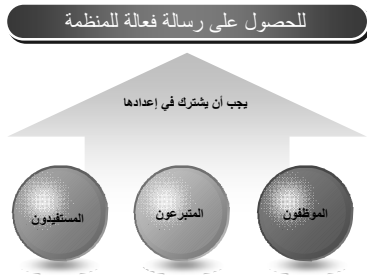 للحصول على رسالة فعالة للمنظمة
يجب أن يشترك في إعدادها
الموظفون
المتبرعون
المستفيدون